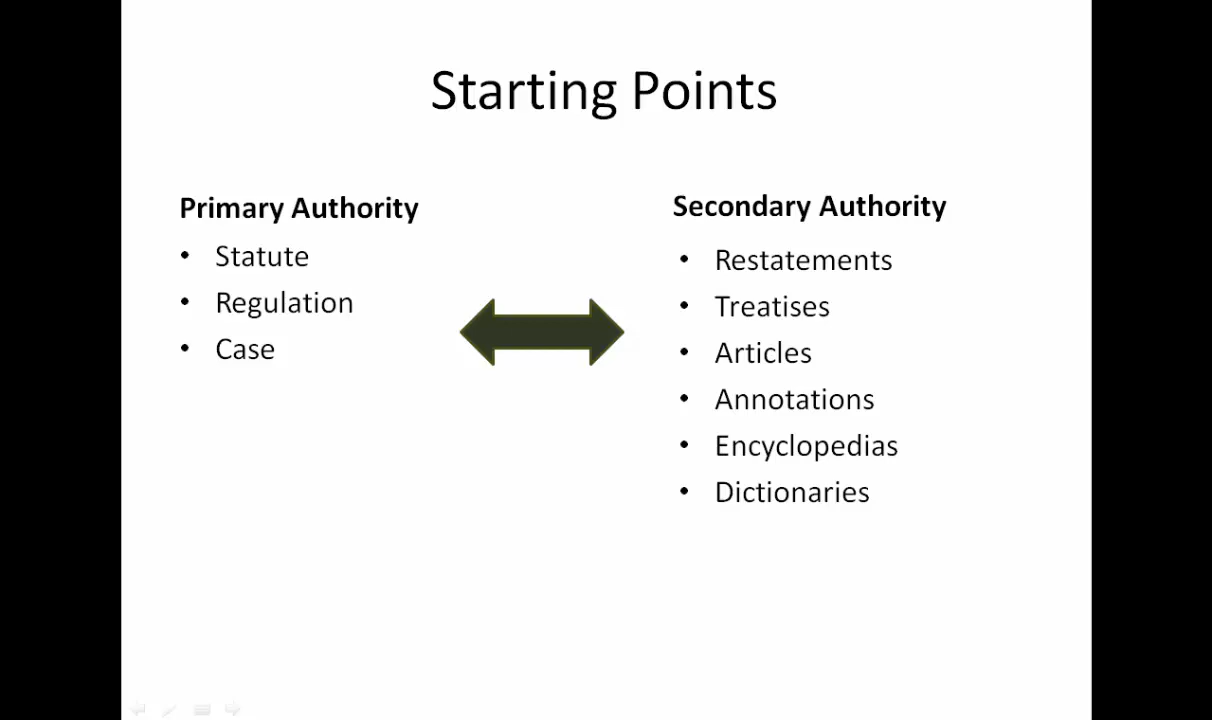 Starting Points
Primary Authority
• Statute
• Regulation
• Case
Secondary Authority
• Restatements
• Treatises
• Articles
• Annotations
• Encyclopedias
• Dictionaries